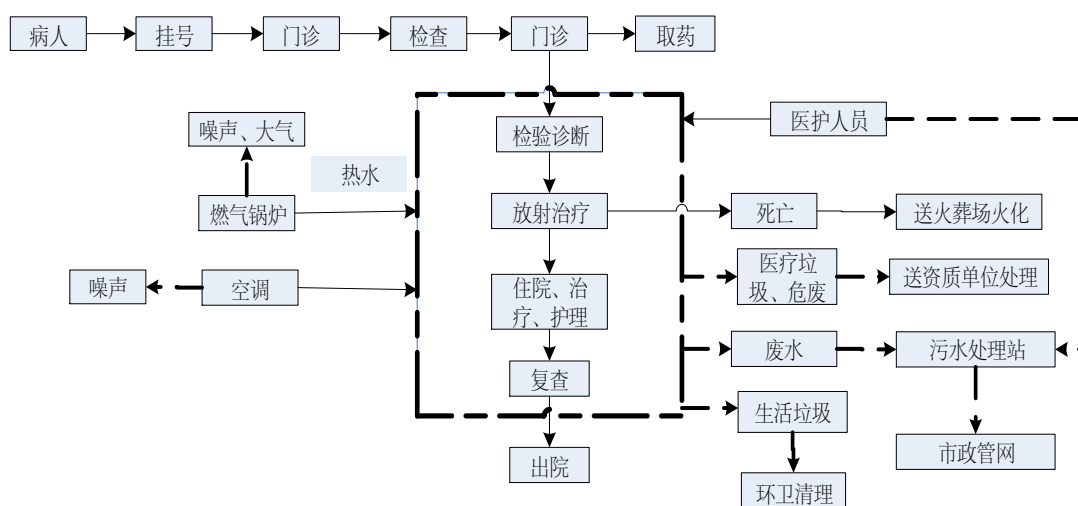 病人
挂号
门诊
检查
门诊
取药
噪声、大气
热水
燃气锅炉
噪声
空调
检验诊断
放射治疗
住院、治
疗、护理
复查
出院
医护人员
死亡
送火葬场火化
医疗垃
圾、危废
送资质单位处理
废水
污水处理站
生活垃圾
市政管网
环卫清理